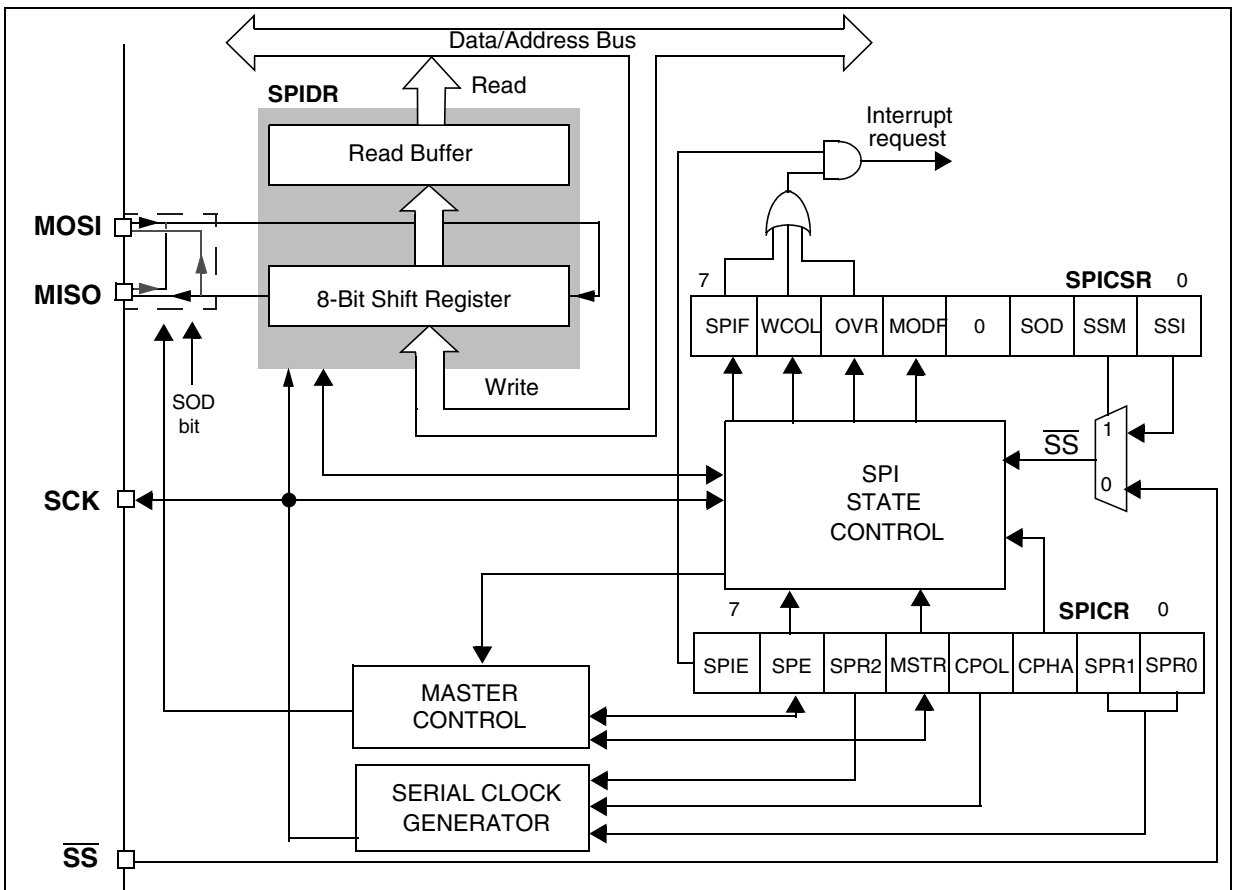 Data/Address Bus
SPIDR
Read
Read Buffer
Interrupt
request
MOSI
MISO
8-Bit Shift Register
7
SPICSR
0
SPIF WCOL OVR MODF 0 SOD SSM SSI
Write
SOD
bit
1
SS
0
SCK
SPI
STATE
CONTROL
7
SPICR
0
SPIE SPE SPR2 MSTR CPOL CPHA SPR1 SPR0
MASTER
CONTROL
SERIAL CLOCK
GENERATOR
SS